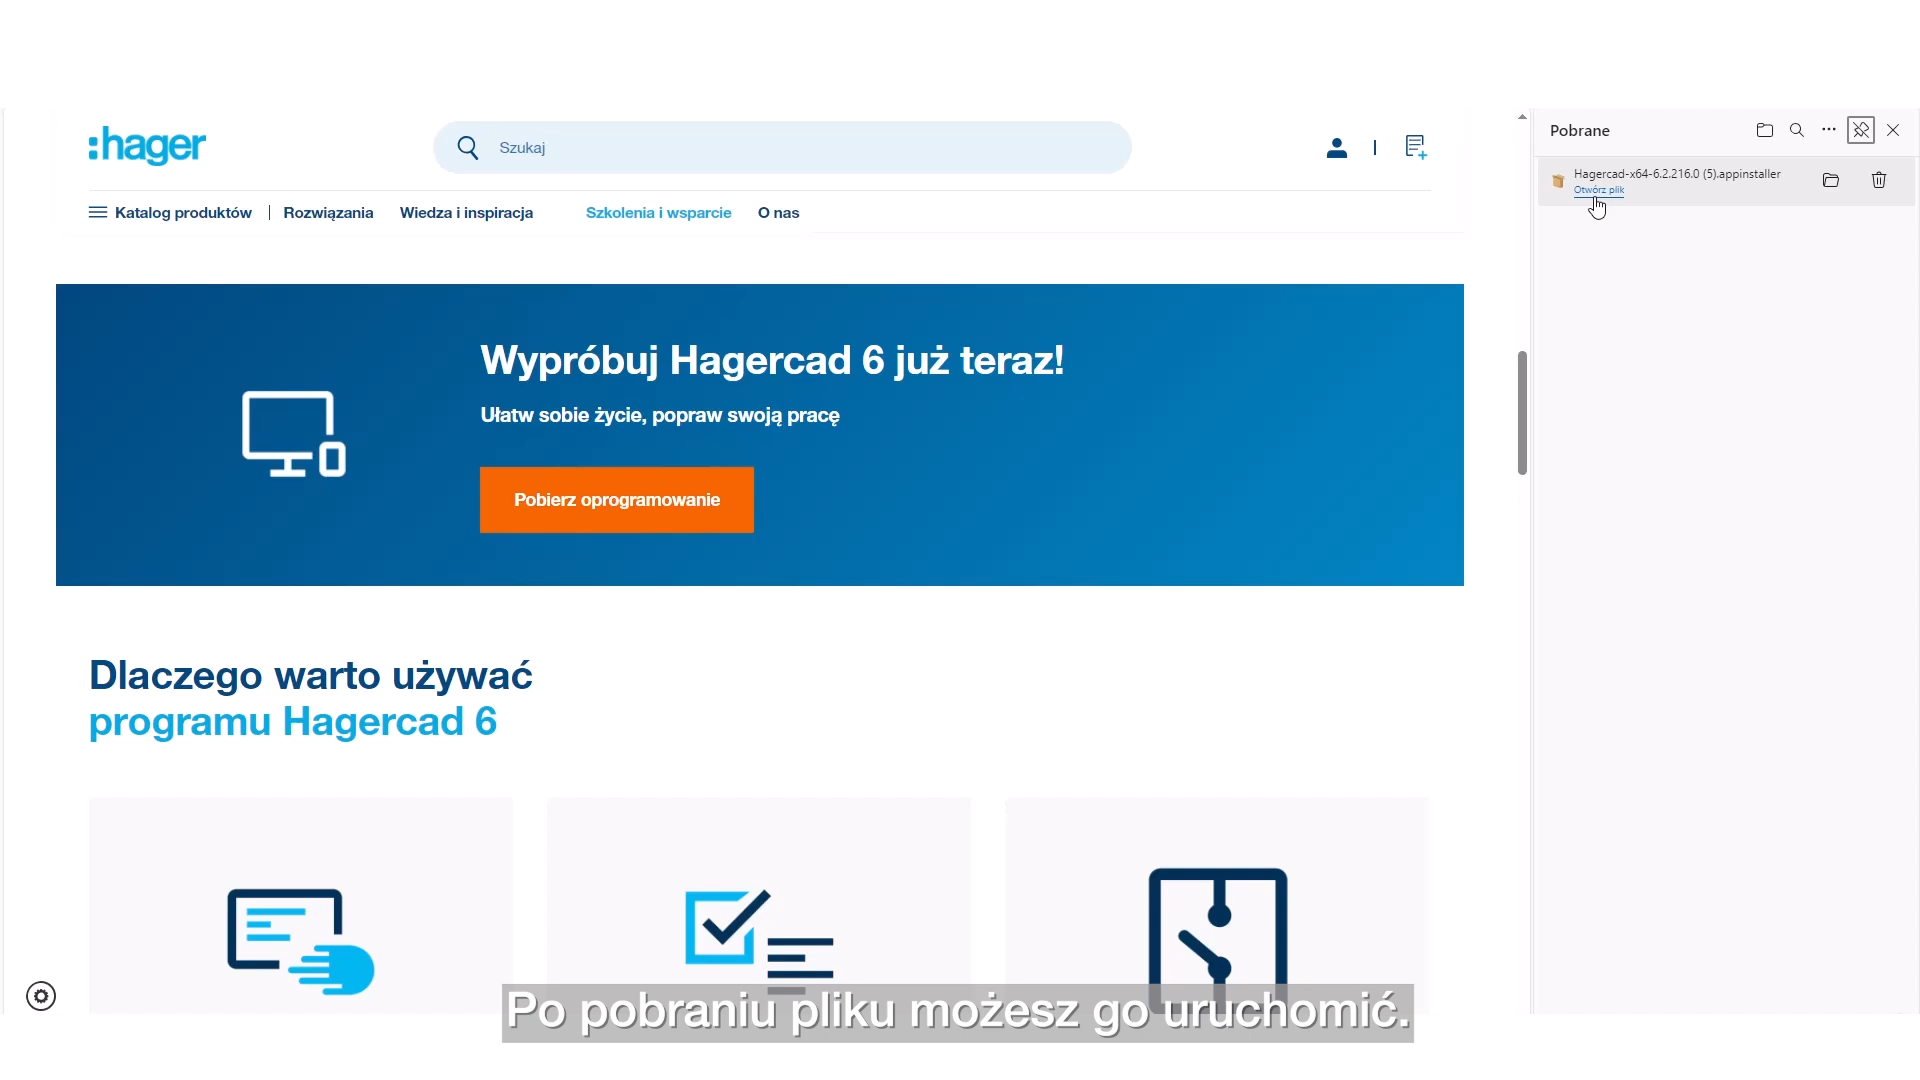 :hager
Szukaj
Katalog produktów
Rozwiązania
Wiedza i inspiracja
Szkolenia i wsparcie
O nas
Wypróbuj Hagercad 6 już teraz!
Ułatw sobie życie, popraw swoją pracę
Pobierz oprogramowanie
Dlaczego warto używać
programu Hagercad 6
Pobrane
Hagercad-x64-6.2.216.0 (5).appinstaller
Otwórz plik
Po pobraniu pliku możesz go uruchomić.